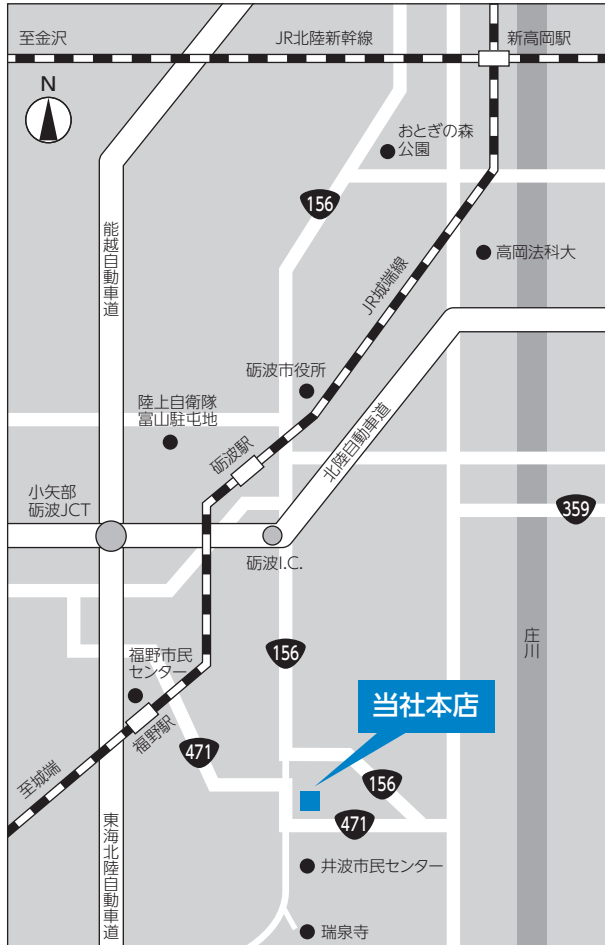 至金沢
JR北陸新幹線
新高岡駅
N
おとぎの森
公園
156
能越自動車道
高岡法科大
JR城端線
砺波市役所
陸上自衛隊
富山駐屯地
砺波駅
北陸自動車道
小矢部
砺波JCT
359
砺波I.C.
庄川
156
福野市民
センター
当社本店
福野駅
471
至城端
156
471
東海北陸自動車道
井波市民センター
瑞泉寺